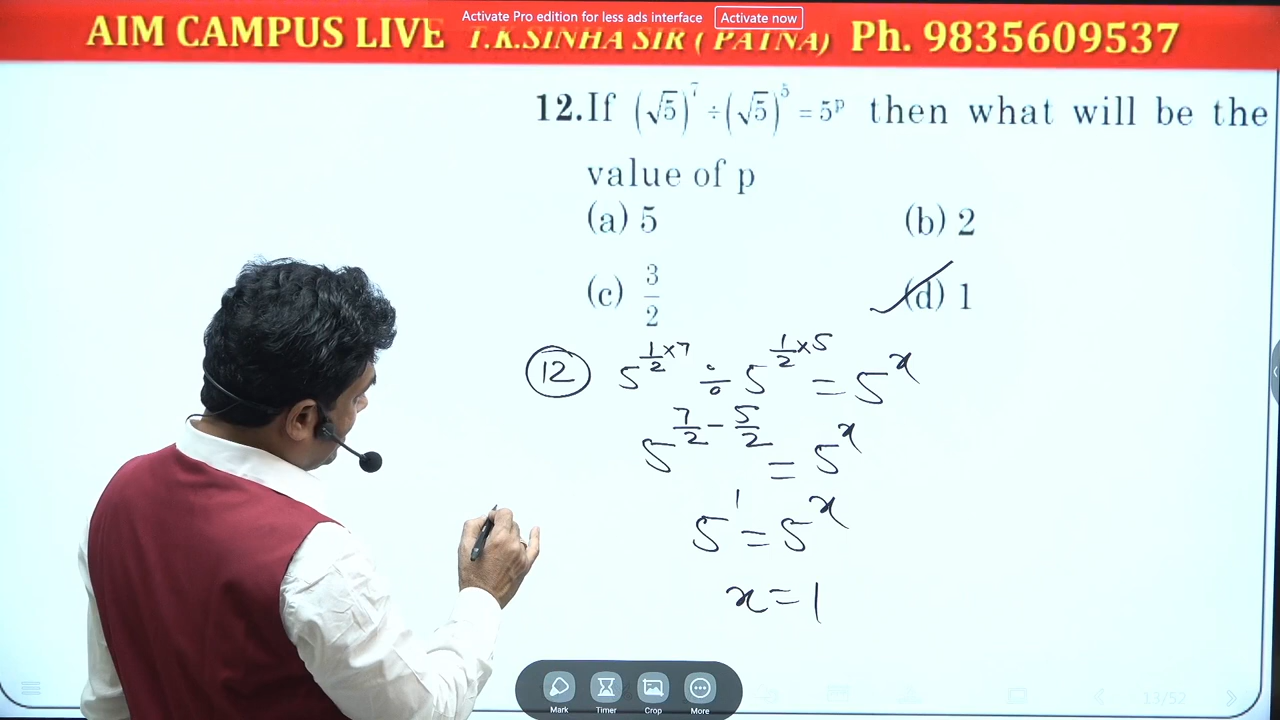 Activate Pro edition for less ads interface Activate now
AIM CAMPUS LIVE T.K.SINHA SIR ( PATNA) Ph. 9835609537
12.If (√5)⁷ ÷ (√5)⁵ = 5ᵖ then what will be the
value of p
(a) 5 (b) 2
(c) 3/2 (d) 1
12 5^(1/2×7) ÷ 5^(1/2×5) = 5^x
5^(7/2 − 5/2) = 5^x
5^1 = 5^x
x = 1
Mark Timer Crop More
13/52